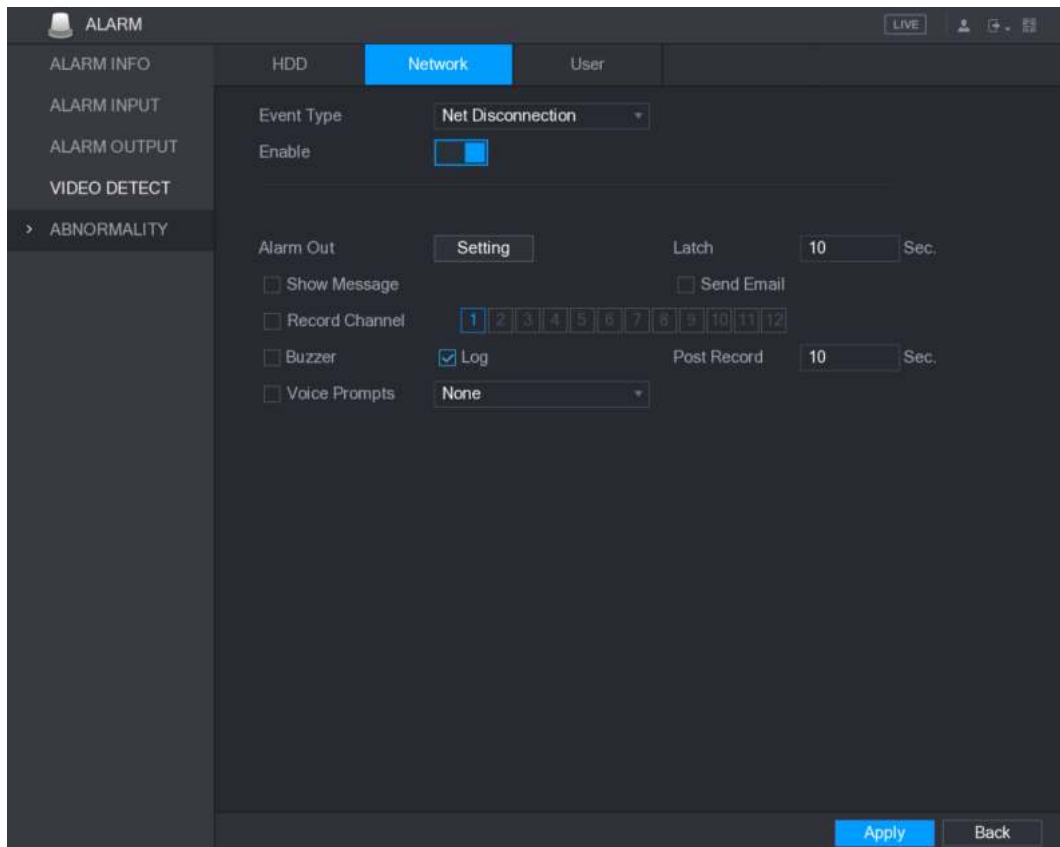 ALARM
LIVE
ALARM INFO
ALARM INPUT
ALARM OUTPUT
VIDEO DETECT
ABNORMALITY
HDD Network User
Event Type Net Disconnection
Enable
Alarm Out Setting Latch 10 Sec.
Show Message Send Email
Record Channel 1 2 3 4 5 6 7 8 9 10 11 12
Buzzer Log Post Record 10 Sec.
Voice Prompts None
Apply Back